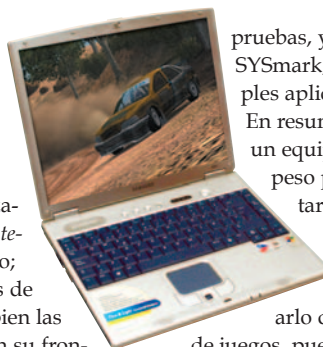 pruebas, y
SYSmark,
ples aplic
En resum
un equi
peso p
tar
a-
te-
o;
s de
bien las
n su fron-
arlo c
de juegos, pue